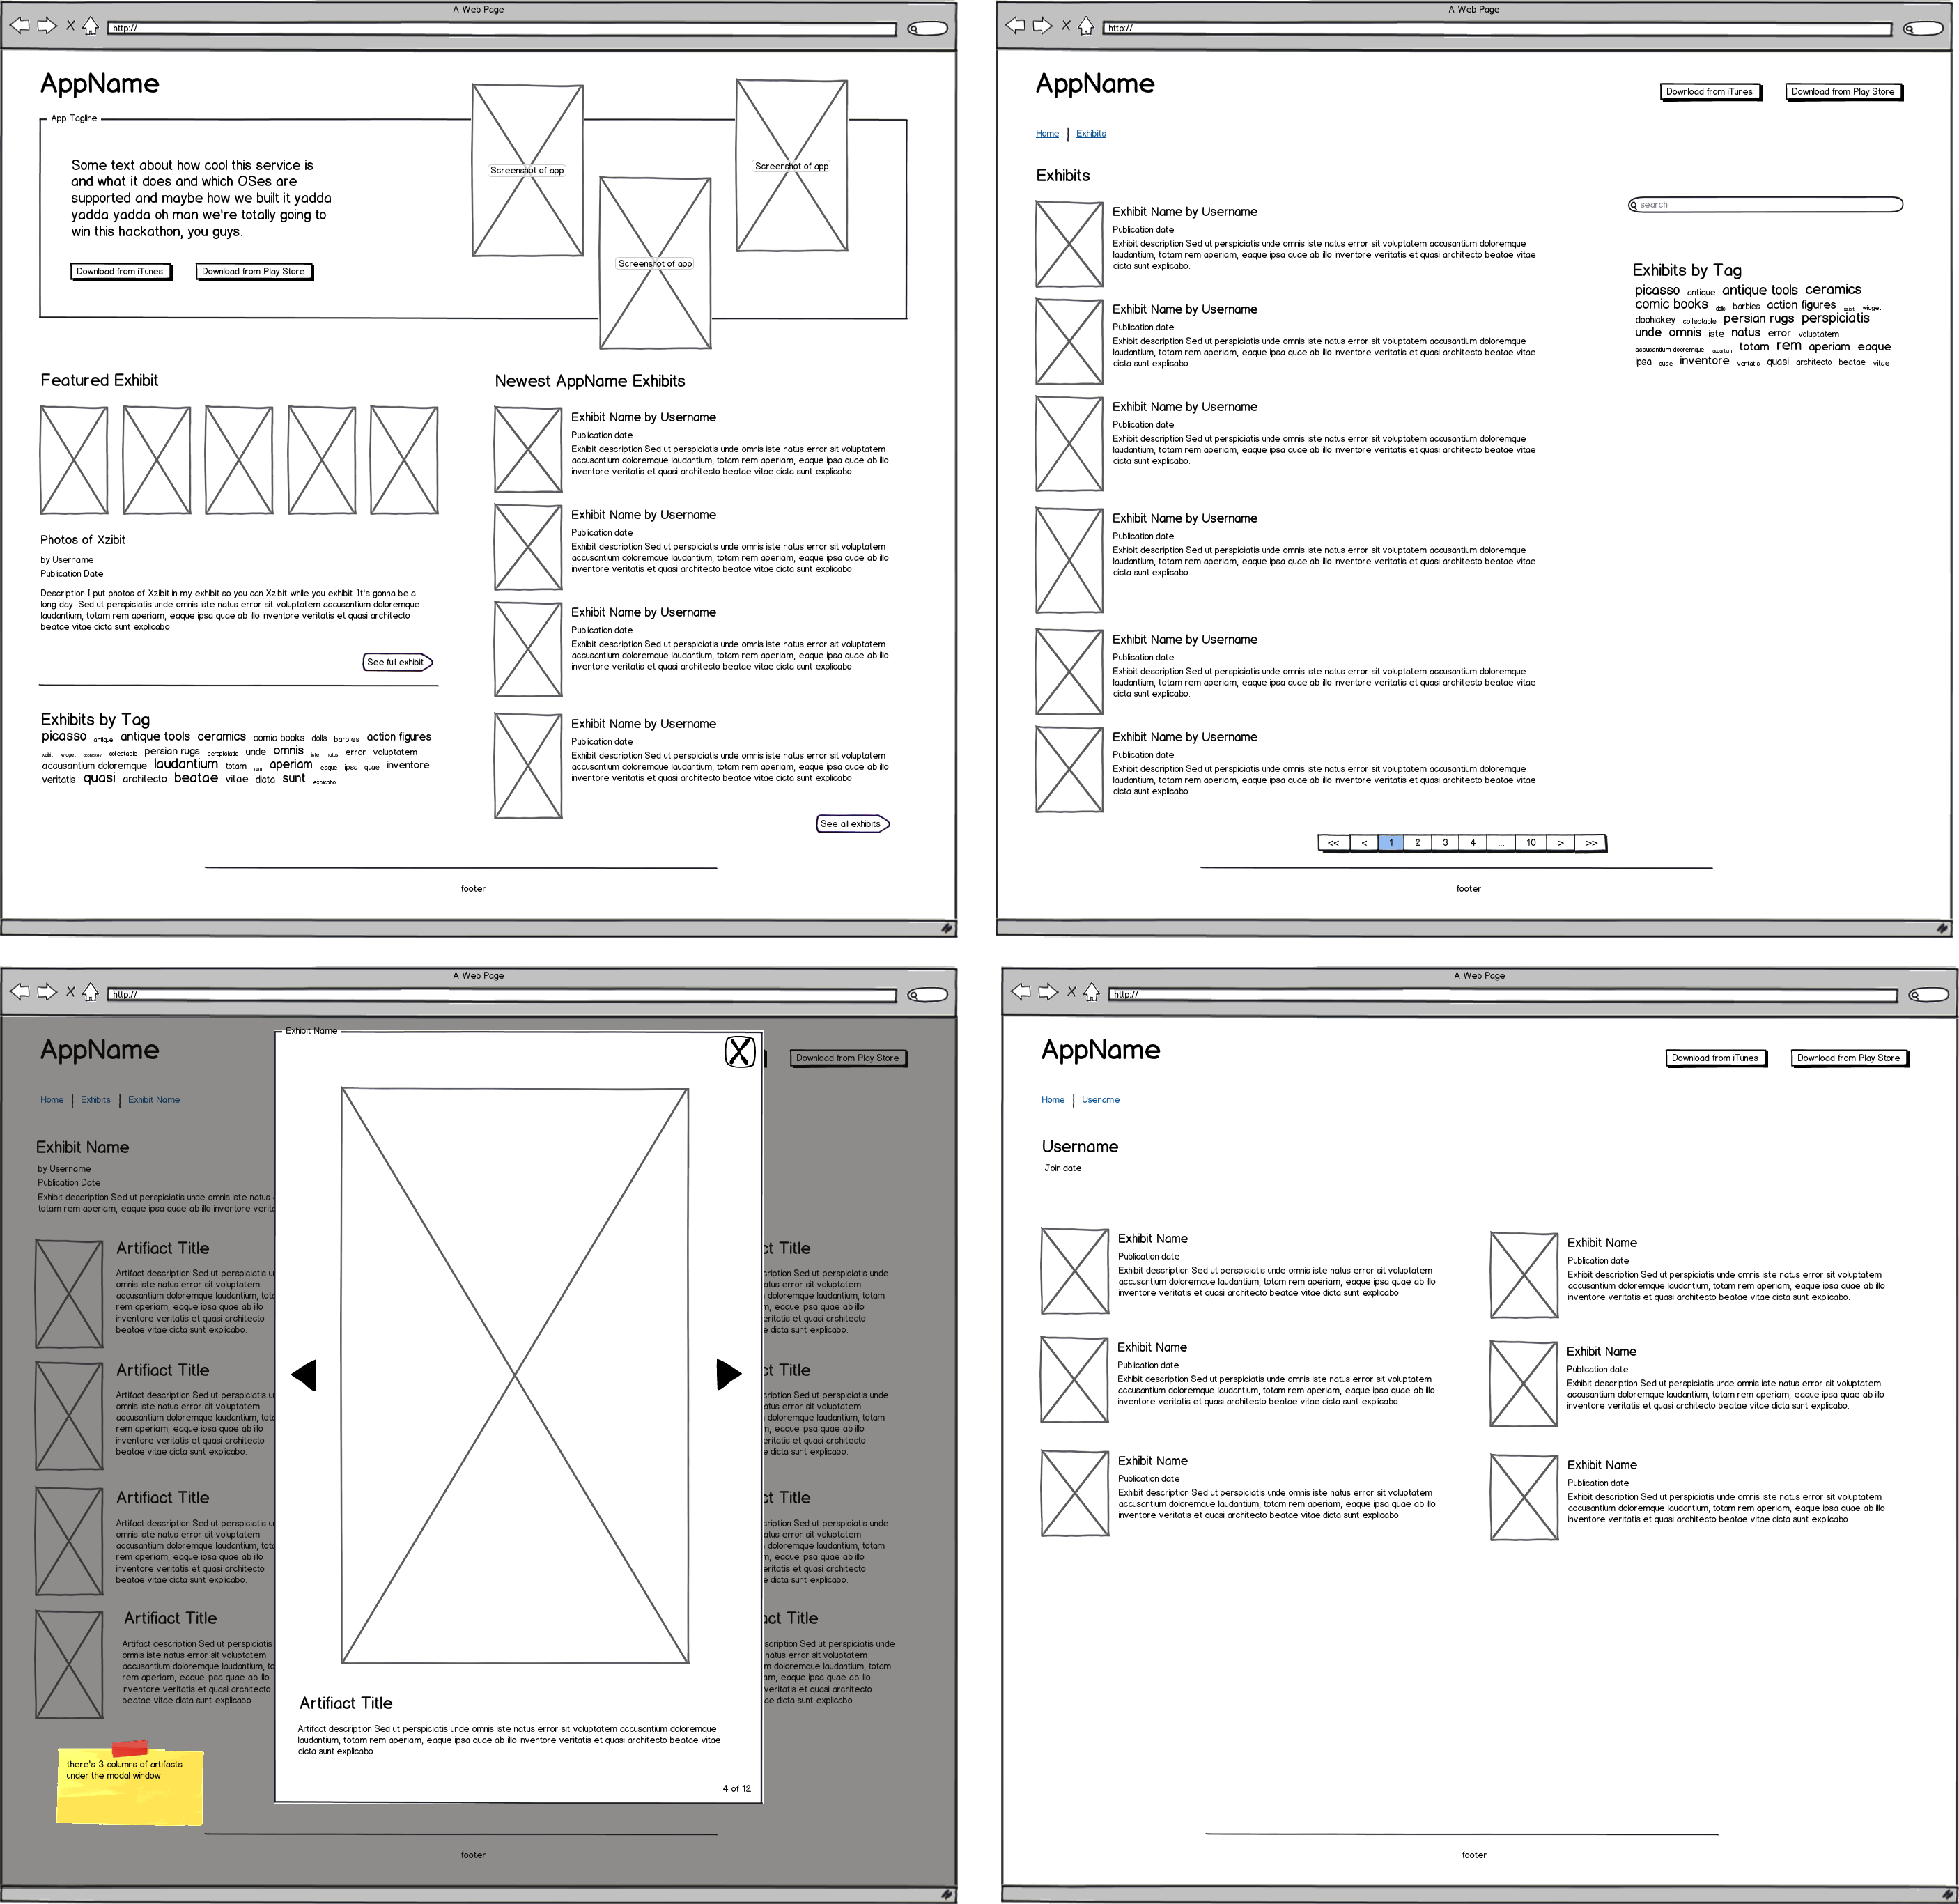 A Web Page
http://
AppName
App Tagline
Some text about how cool this service is
and what it does and which OSes are
supported and maybe how we built it yadda
yadda yadda oh man we're totally going to
win this hackathon, you guys.
Download from iTunes
Download from Play Store
Screenshot of app
Screenshot of app
Screenshot of app
Featured Exhibit
Photos of Xzibit
by Username
Publication Date
Description I put photos of Xzibit in my exhibit so you can Xzibit while you exhibit. It's gonna be a
long day. Sed ut perspiciatis unde omnis iste natus error sit voluptatem accusantium doloremque
laudantium, totam rem aperiam, eaque ipsa quae ab illo inventore veritatis et quasi architecto
beatae vitae dicta sunt explicabo.
See full exhibit
Exhibits by Tag
picasso antique antique tools ceramics comic books dolls barbies action figures
xzibit widget doohickey collectable persian rugs perspiciatis unde omnis iste natus error voluptatem
accusantium doloremque laudantium totam rem aperiam eaque ipsa quae inventore
veritatis quasi architecto beatae vitae dicta sunt explicabo
Newest AppName Exhibits
Exhibit Name by Username
Publication date
Exhibit description Sed ut perspiciatis unde omnis iste natus error sit voluptatem
accusantium doloremque laudantium, totam rem aperiam, eaque ipsa quae ab illo
inventore veritatis et quasi architecto beatae vitae dicta sunt explicabo.
Exhibit Name by Username
Publication date
Exhibit description Sed ut perspiciatis unde omnis iste natus error sit voluptatem
accusantium doloremque laudantium, totam rem aperiam, eaque ipsa quae ab illo
inventore veritatis et quasi architecto beatae vitae dicta sunt explicabo.
Exhibit Name by Username
Publication date
Exhibit description Sed ut perspiciatis unde omnis iste natus error sit voluptatem
accusantium doloremque laudantium, totam rem aperiam, eaque ipsa quae ab illo
inventore veritatis et quasi architecto beatae vitae dicta sunt explicabo.
Exhibit Name by Username
Publication date
Exhibit description Sed ut perspiciatis unde omnis iste natus error sit voluptatem
accusantium doloremque laudantium, totam rem aperiam, eaque ipsa quae ab illo
inventore veritatis et quasi architecto beatae vitae dicta sunt explicabo.
See all exhibits
footer
A Web Page
http://
AppName
Download from iTunes
Download from Play Store
Home | Exhibits
Exhibits
Exhibit Name by Username
Publication date
Exhibit description Sed ut perspiciatis unde omnis iste natus error sit voluptatem accusantium doloremque
laudantium, totam rem aperiam, eaque ipsa quae ab illo inventore veritatis et quasi architecto beatae vitae
dicta sunt explicabo.
Exhibit Name by Username
Publication date
Exhibit description Sed ut perspiciatis unde omnis iste natus error sit voluptatem accusantium doloremque
laudantium, totam rem aperiam, eaque ipsa quae ab illo inventore veritatis et quasi architecto beatae vitae
dicta sunt explicabo.
Exhibit Name by Username
Publication date
Exhibit description Sed ut perspiciatis unde omnis iste natus error sit voluptatem accusantium doloremque
laudantium, totam rem aperiam, eaque ipsa quae ab illo inventore veritatis et quasi architecto beatae vitae
dicta sunt explicabo.
Exhibit Name by Username
Publication date
Exhibit description Sed ut perspiciatis unde omnis iste natus error sit voluptatem accusantium doloremque
laudantium, totam rem aperiam, eaque ipsa quae ab illo inventore veritatis et quasi architecto beatae vitae
dicta sunt explicabo.
Exhibit Name by Username
Publication date
Exhibit description Sed ut perspiciatis unde omnis iste natus error sit voluptatem accusantium doloremque
laudantium, totam rem aperiam, eaque ipsa quae ab illo inventore veritatis et quasi architecto beatae vitae
dicta sunt explicabo.
Exhibit Name by Username
Publication date
Exhibit description Sed ut perspiciatis unde omnis iste natus error sit voluptatem accusantium doloremque
laudantium, totam rem aperiam, eaque ipsa quae ab illo inventore veritatis et quasi architecto beatae vitae
dicta sunt explicabo.
search
Exhibits by Tag
picasso antique antique tools ceramics
comic books dolls barbies action figures xzibit widget
doohickey collectable persian rugs perspiciatis
unde omnis iste natus error voluptatem
accusantium doloremque laudantium totam rem aperiam eaque
ipsa quae inventore veritatis quasi architecto beatae vitae
<< < 1 2 3 4 ... 10 > >>
footer
A Web Page
http://
AppName
Download from Play Store
Home | Exhibits | Exhibit Name
Exhibit Name
by Username
Publication Date
Exhibit description Sed ut perspiciatis unde omnis iste natus
totam rem aperiam, eaque ipsa quae ab illo inventore verita
Artifiact Title
Artifact description Sed ut perspiciatis u
omnis iste natus error sit voluptatem
accusantium doloremque laudantium, tota
rem aperiam, eaque ipsa quae ab illo
inventore veritatis et quasi architecto
beatae vitae dicta sunt explicabo.
Artifiact Title
Artifact description Sed ut perspiciatis u
omnis iste natus error sit voluptatem
accusantium doloremque laudantium, tota
rem aperiam, eaque ipsa quae ab illo
inventore veritatis et quasi architecto
beatae vitae dicta sunt explicabo.
Artifiact Title
Artifact description Sed ut perspiciatis u
omnis iste natus error sit voluptatem
accusantium doloremque laudantium, tota
rem aperiam, eaque ipsa quae ab illo
inventore veritatis et quasi architecto
beatae vitae dicta sunt explicabo.
Artifiact Title
Artifact description Sed ut perspiciatis
omnis iste natus error sit voluptatem
accusantium doloremque laudantium, to
rem aperiam, eaque ipsa quae ab illo
inventore veritatis et quasi architecto
beatae vitae dicta sunt explicabo.
there's 3 columns of artifacts
under the modal window
Exhibit Name
X
Artifiact Title
Artifact description Sed ut perspiciatis unde omnis iste natus error sit voluptatem accusantium doloremque
laudantium, totam rem aperiam, eaque ipsa quae ab illo inventore veritatis et quasi architecto beatae vitae
dicta sunt explicabo.
4 of 12
ct Title
cription Sed ut perspiciatis unde
atus error sit voluptatem
doloremque laudantium, totam
m, eaque ipsa quae ab illo
eritatis et quasi architecto
e dicta sunt explicabo.
ct Title
cription Sed ut perspiciatis unde
atus error sit voluptatem
doloremque laudantium, totam
m, eaque ipsa quae ab illo
eritatis et quasi architecto
e dicta sunt explicabo.
ct Title
cription Sed ut perspiciatis unde
atus error sit voluptatem
doloremque laudantium, totam
m, eaque ipsa quae ab illo
eritatis et quasi architecto
e dicta sunt explicabo.
act Title
scription Sed ut perspiciatis unde
natus error sit voluptatem
m doloremque laudantium, totam
am, eaque ipsa quae ab illo
veritatis et quasi architecto
ae dicta sunt explicabo.
footer
A Web Page
http://
AppName
Download from iTunes
Download from Play Store
Home | Usename
Username
Join date
Exhibit Name
Publication date
Exhibit description Sed ut perspiciatis unde omnis iste natus error sit voluptatem
accusantium doloremque laudantium, totam rem aperiam, eaque ipsa quae ab illo
inventore veritatis et quasi architecto beatae vitae dicta sunt explicabo.
Exhibit Name
Publication date
Exhibit description Sed ut perspiciatis unde omnis iste natus error sit voluptatem
accusantium doloremque laudantium, totam rem aperiam, eaque ipsa quae ab illo
inventore veritatis et quasi architecto beatae vitae dicta sunt explicabo.
Exhibit Name
Publication date
Exhibit description Sed ut perspiciatis unde omnis iste natus error sit voluptatem
accusantium doloremque laudantium, totam rem aperiam, eaque ipsa quae ab illo
inventore veritatis et quasi architecto beatae vitae dicta sunt explicabo.
Exhibit Name
Publication date
Exhibit description Sed ut perspiciatis unde omnis iste natus error sit voluptatem
accusantium doloremque laudantium, totam rem aperiam, eaque ipsa quae ab illo
inventore veritatis et quasi architecto beatae vitae dicta sunt explicabo.
Exhibit Name
Publication date
Exhibit description Sed ut perspiciatis unde omnis iste natus error sit voluptatem
accusantium doloremque laudantium, totam rem aperiam, eaque ipsa quae ab illo
inventore veritatis et quasi architecto beatae vitae dicta sunt explicabo.
Exhibit Name
Publication date
Exhibit description Sed ut perspiciatis unde omnis iste natus error sit voluptatem
accusantium doloremque laudantium, totam rem aperiam, eaque ipsa quae ab illo
inventore veritatis et quasi architecto beatae vitae dicta sunt explicabo.
footer